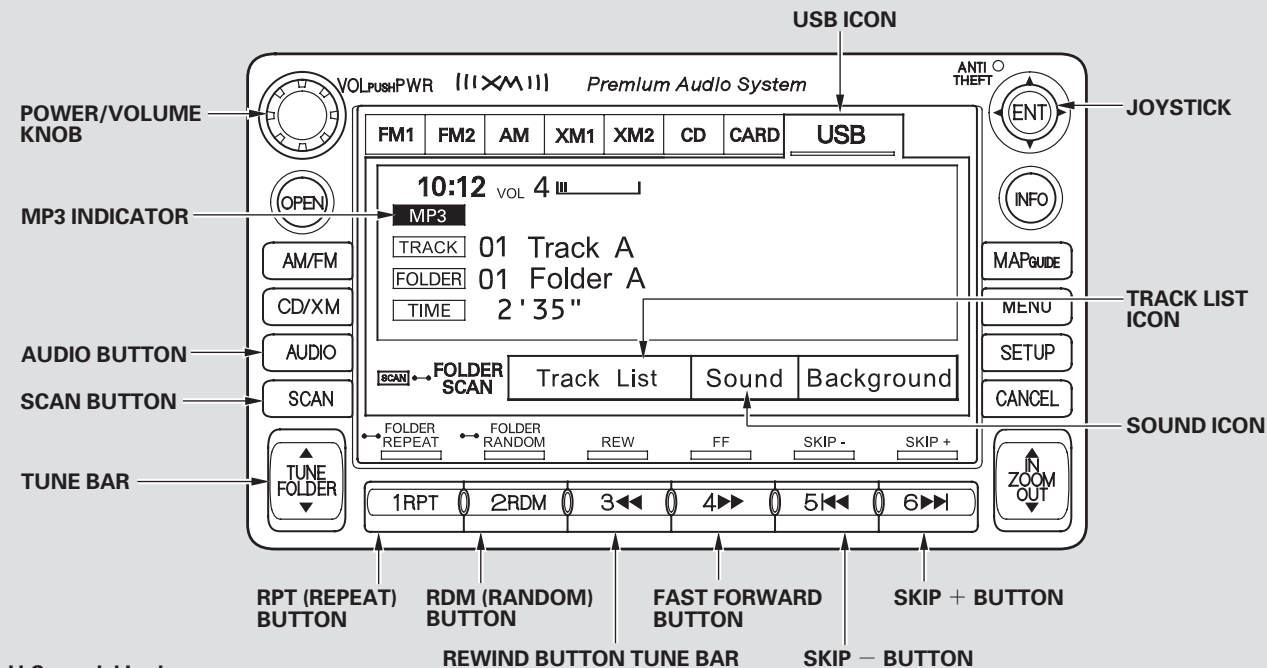 USB ICON
VOL PUSH PWR
XM
Premium Audio System
ANTI THEFT
POWER/VOLUME
KNOB
ENT
JOYSTICK
FM1 FM2 AM XM1 XM2 CD CARD USB
10:12 VOL 4
OPEN
INFO
MP3 INDICATOR
MP3
TRACK 01 Track A
AM/FM
MAP GUIDE
FOLDER 01 Folder A
CD/XM
TIME 2'35"
MENU
TRACK LIST
ICON
AUDIO BUTTON
AUDIO
SETUP
SCAN FOLDER SCAN Track List Sound Background
SCAN BUTTON
SCAN
CANCEL
SOUND ICON
FOLDER REPEAT FOLDER RANDOM REW FF SKIP - SKIP +
TUNE BAR
TUNE
FOLDER
IN
ZOOM
OUT
1RPT 2RDM 3◀◀ 4▶▶ 5|◀◀ 6▶▶|
RPT (REPEAT)
BUTTON
RDM (RANDOM)
BUTTON
FAST FORWARD
BUTTON
SKIP + BUTTON
REWIND BUTTON TUNE BAR
SKIP − BUTTON